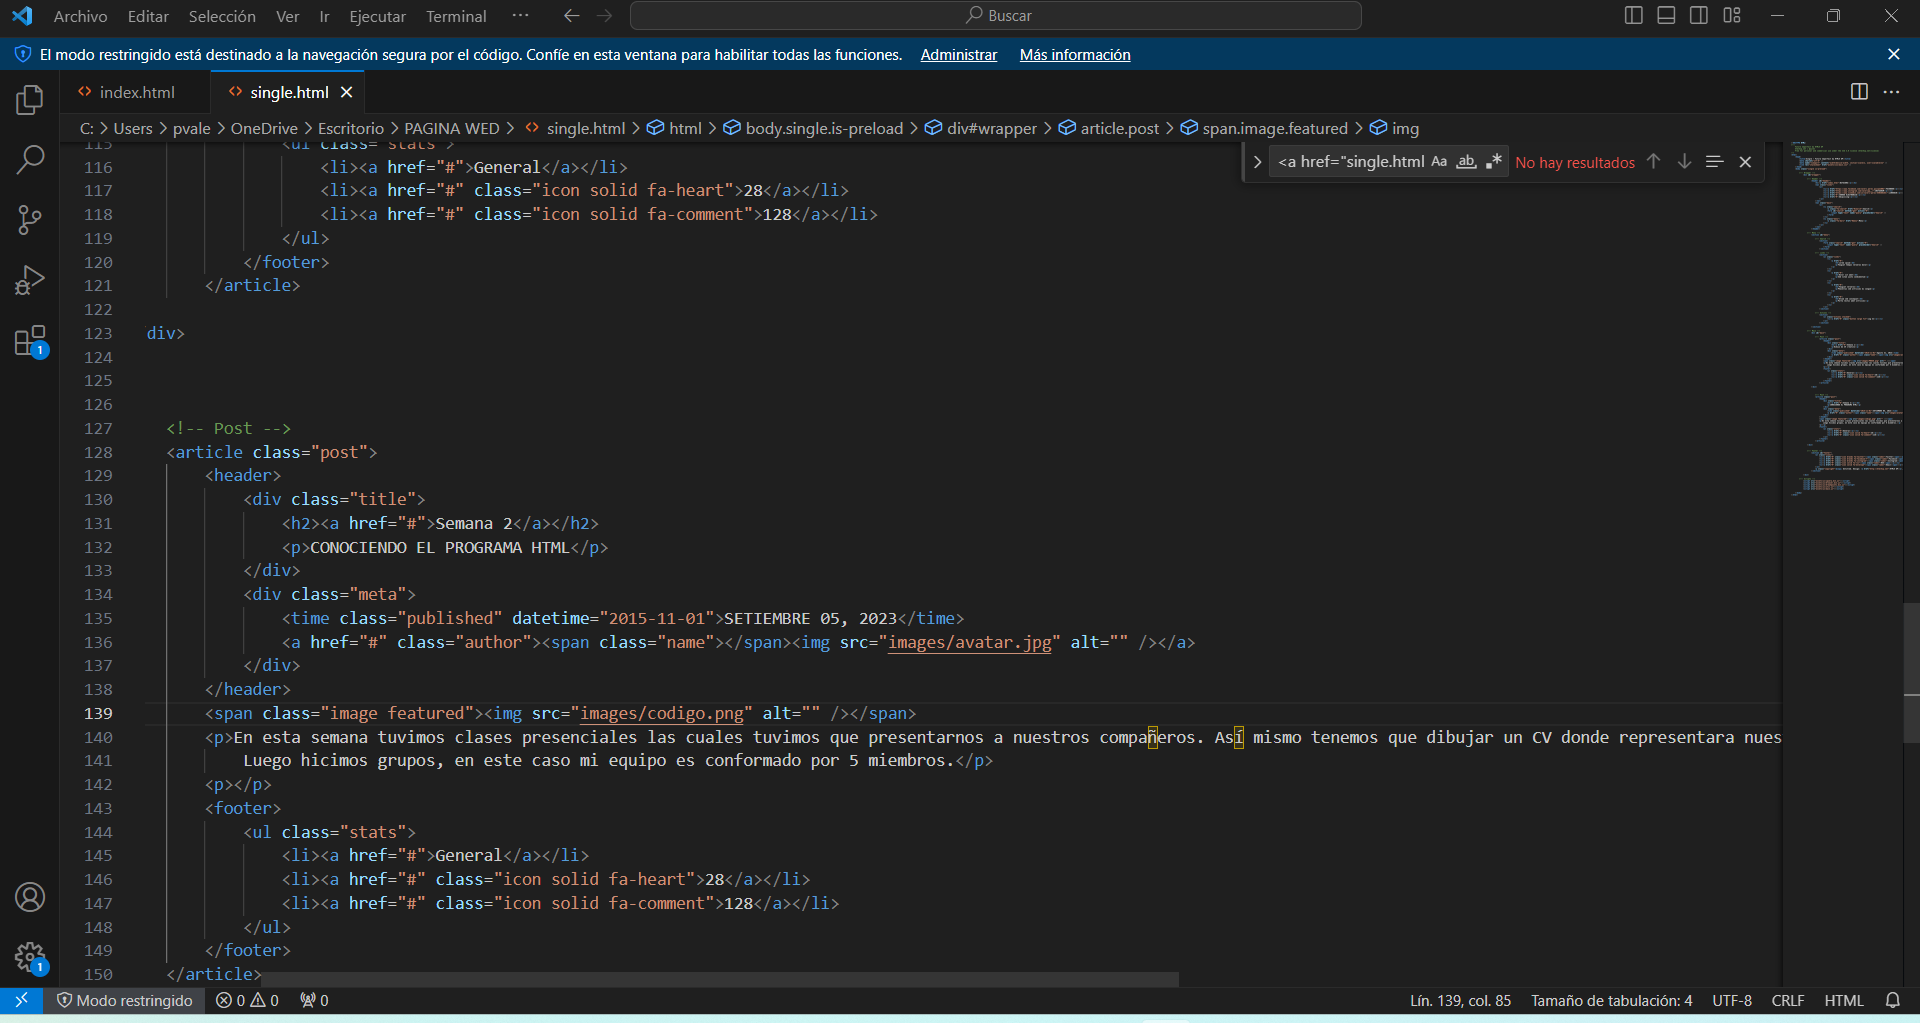 Archivo Editar Selección Ver Ir Ejecutar Terminal ··· Buscar
El modo restringido está destinado a la navegación segura por el código. Confíe en esta ventana para habilitar todas las funciones. Administrar Más información
index.html single.html
C: > Users > pvale > OneDrive > Escritorio > PAGINA WED > single.html > html > body.single.is-preload > div#wrapper > article.post > span.image.featured > img
<a href="single.html Aa ab .* No hay resultados
115 <ul class="stats">
116 <li><a href="#">General</a></li>
117 <li><a href="#" class="icon solid fa-heart">28</a></li>
118 <li><a href="#" class="icon solid fa-comment">128</a></li>
119 </ul>
120 </footer>
121 </article>
122
123 div>
124
125
126
127 <!-- Post -->
128 <article class="post">
129 <header>
130 <div class="title">
131 <h2><a href="#">Semana 2</a></h2>
132 <p>CONOCIENDO EL PROGRAMA HTML</p>
133 </div>
134 <div class="meta">
135 <time class="published" datetime="2015-11-01">SETIEMBRE 05, 2023</time>
136 <a href="#" class="author"><span class="name"></span><img src="images/avatar.jpg" alt="" /></a>
137 </div>
138 </header>
139 <span class="image featured"><img src="images/codigo.png" alt="" /></span>
140 <p>En esta semana tuvimos clases presenciales las cuales tuvimos que presentarnos a nuestros compañeros. Así mismo tenemos que dibujar un CV donde representara nues
141 Luego hicimos grupos, en este caso mi equipo es conformado por 5 miembros.</p>
142 <p></p>
143 <footer>
144 <ul class="stats">
145 <li><a href="#">General</a></li>
146 <li><a href="#" class="icon solid fa-heart">28</a></li>
147 <li><a href="#" class="icon solid fa-comment">128</a></li>
148 </ul>
149 </footer>
150 </article>
1
1
Modo restringido 0 0 0 Lín. 139, col. 85 Tamaño de tabulación: 4 UTF-8 CRLF HTML